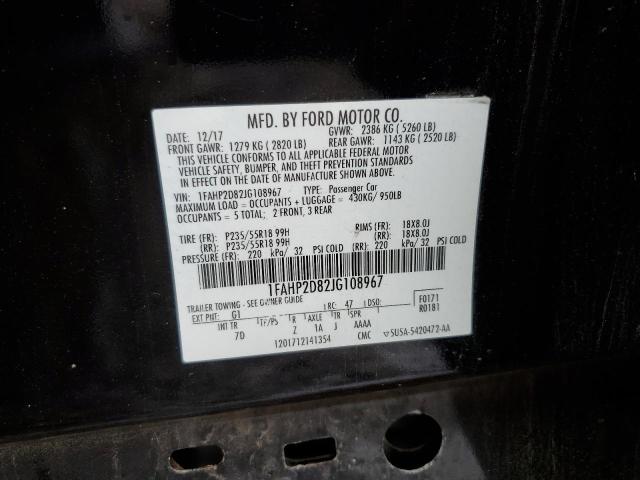 MFD. BY FORD MOTOR CO.
DATE: 12/17 GVWR: 2386 KG ( 5260 LB)
FRONT GAWR: 1279 KG ( 2820 LB) REAR GAWR: 1143 KG ( 2520 LB)
THIS VEHICLE CONFORMS TO ALL APPLICABLE FEDERAL MOTOR
VEHICLE SAFETY, BUMPER, AND THEFT PREVENTION STANDARDS
IN EFFECT ON THE DATE OF MANUFACTURE SHOWN ABOVE.
VIN: 1FAHP2D82JG108967 TYPE: Passenger Car
MAXIMUM LOAD = OCCUPANTS + LUGGAGE = 430KG/ 950LB
OCCUPANTS = 5 TOTAL; 2 FRONT, 3 REAR
TIRE (FR): P235/55R18 99H RIMS (FR): 18X8.0J
(RR): P235/55R18 99H (RR): 18X8.0J
PRESSURE (FR): 220 kPa/ 32 PSI COLD (RR): 220 kPa/ 32 PSI COLD
1FAHP2D82JG108967
TRAILER TOWING - SEE OWNER GUIDE
EXT PNT: G1 RC: 47 DSO: F0171
INT TR TP/PS R AXLE TR SPR R0181
7D Z 1A J AAAA
1201712141354 CMC SU5A-5420472-AA